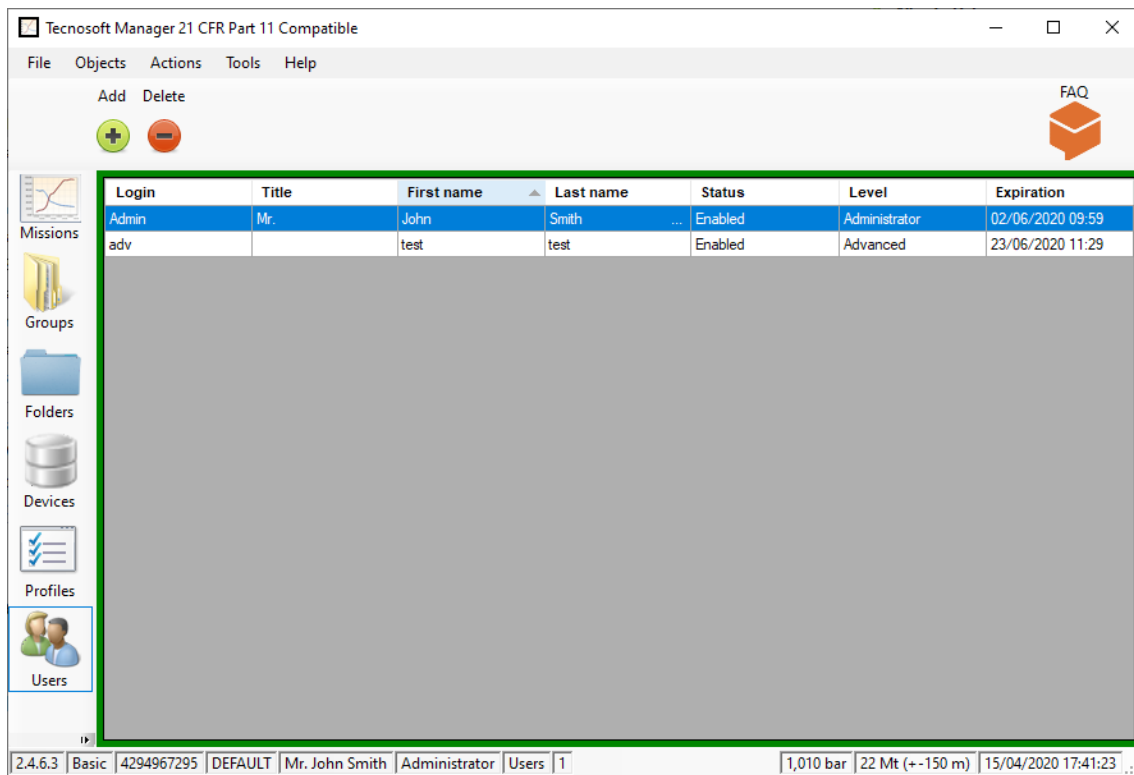 Tecnosoft Manager 21 CFR Part 11 Compatible
File Objects Actions Tools Help
Add Delete
FAQ
Missions
Groups
Folders
Devices
Profiles
Users
Login Title First name Last name Status Level Expiration
Admin Mr. John Smith ... Enabled Administrator 02/06/2020 09:59
adv test test Enabled Advanced 23/06/2020 11:29
2.4.6.3 Basic 4294967295 DEFAULT Mr. John Smith Administrator Users 1 1,010 bar 22 Mt (+-150 m) 15/04/2020 17:41:23